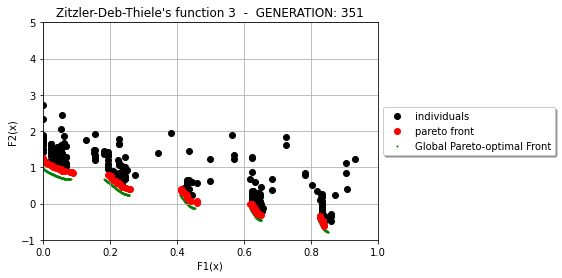 Zitzler-Deb-Thiele's function 3 - GENERATION: 351
5
4
3
2
1
0
−1
F2(x)
0.0 0.2 0.4 0.6 0.8 1.0
F1(x)
individuals
pareto front
Global Pareto-optimal Front